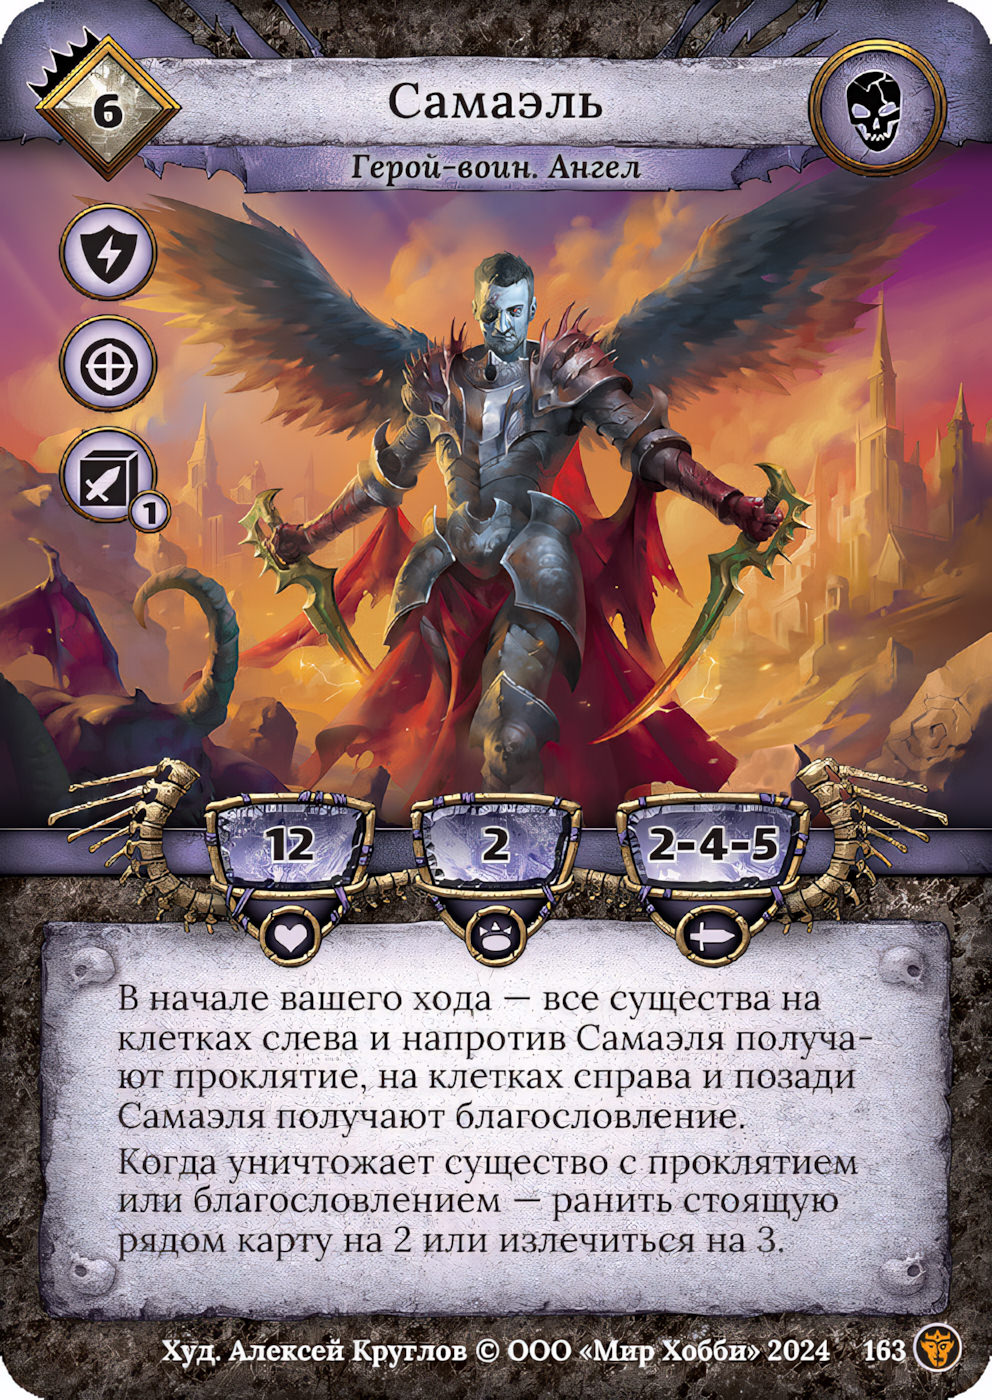 6
Самаэль
Герой-воин. Ангел
1
12
2
2-4-5
В начале вашего хода — все существа на
клетках слева и напротив Самаэля получа-
ют проклятие, на клетках справа и позади
Самаэля получают благословление.
Когда уничтожает существо с проклятием
или благословлением — ранить стоящую
рядом карту на 2 или излечиться на 3.
Худ. Алексей Круглов © ООО «Мир Хобби» 2024 163